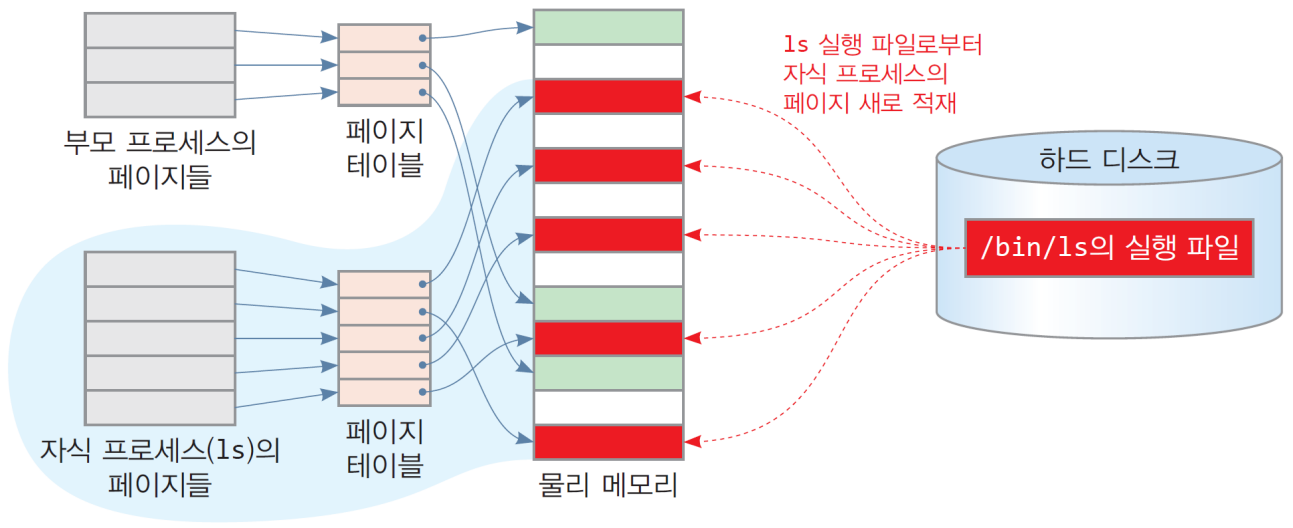 부모 프로세스의
페이지들
페이지
테이블
ls 실행 파일로부터
자식 프로세스의
페이지 새로 적재
하드 디스크
/bin/ls의 실행 파일
자식 프로세스(ls)의
페이지들
페이지
테이블
물리 메모리